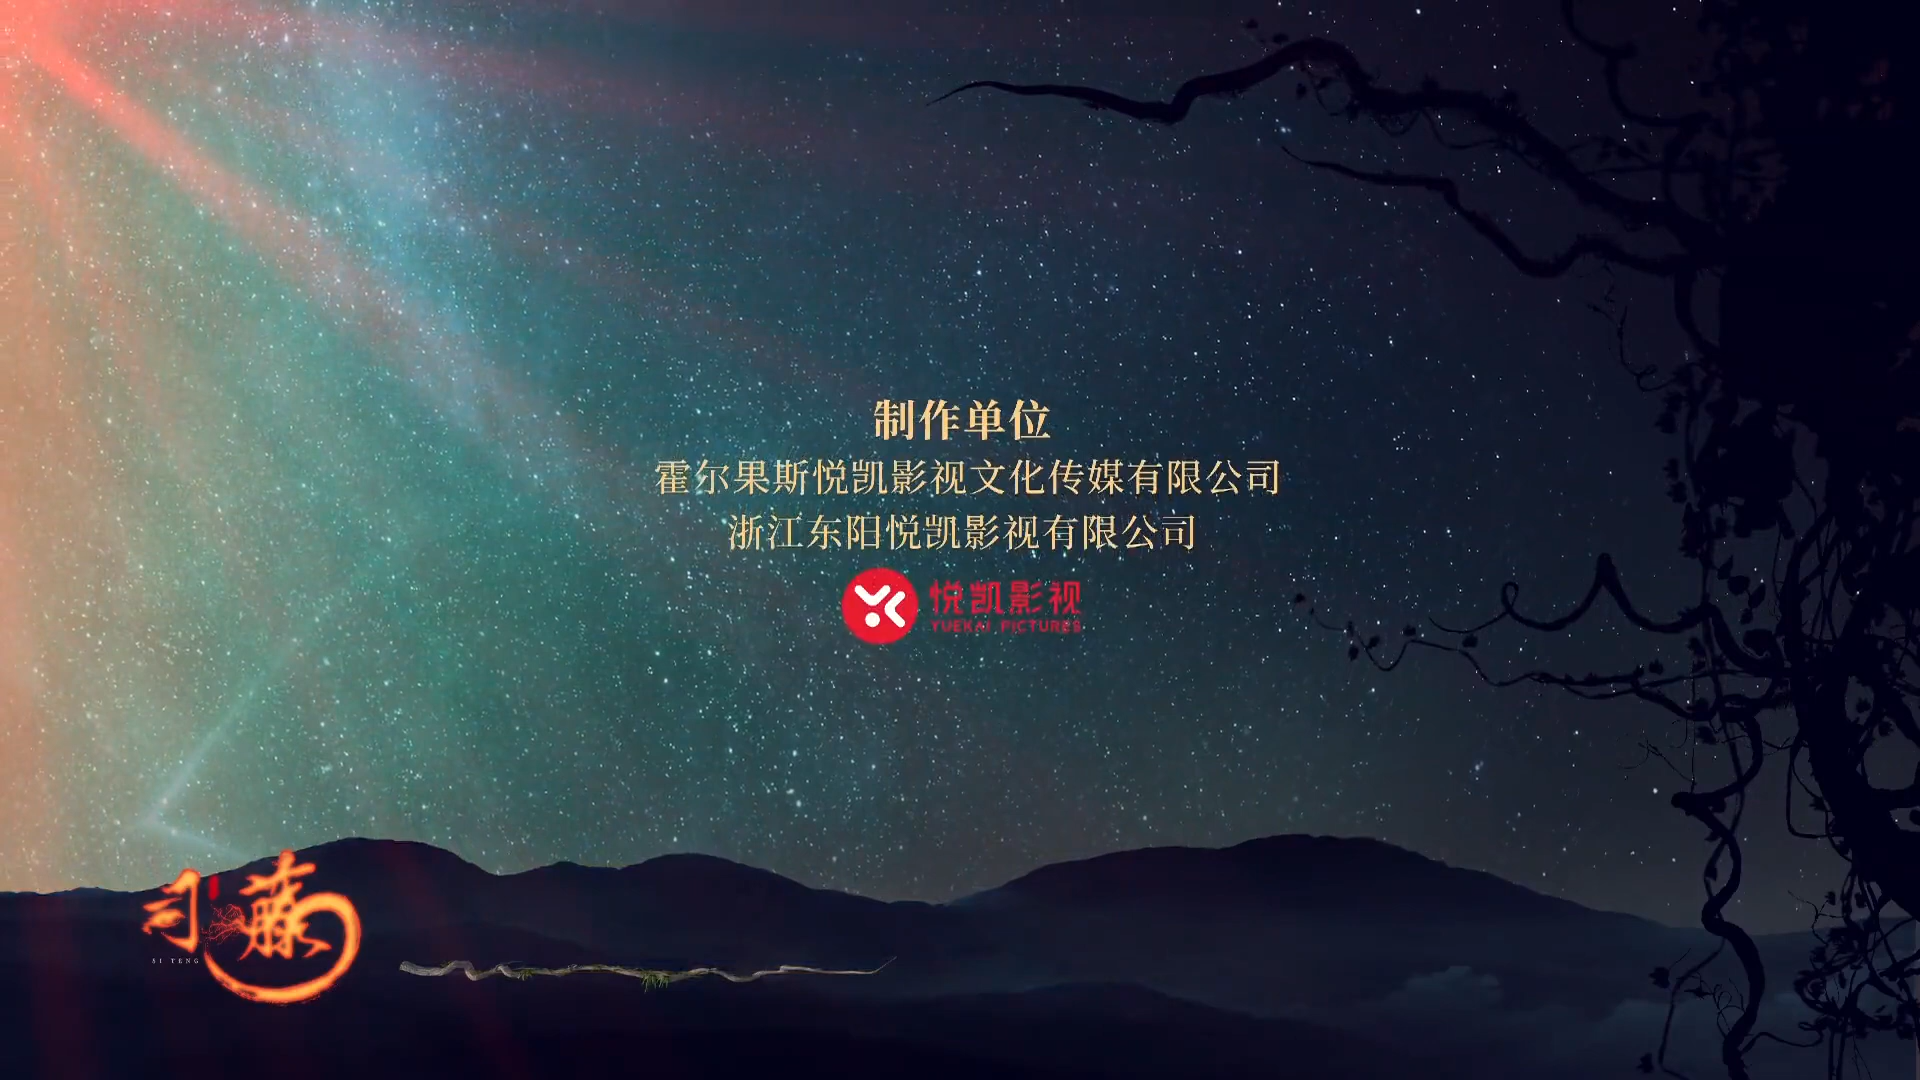 制作单位
霍尔果斯悦凯影视文化传媒有限公司
浙江东阳悦凯影视有限公司
悦凯影视
YUEKAI PICTURES
司藤
SI TENG